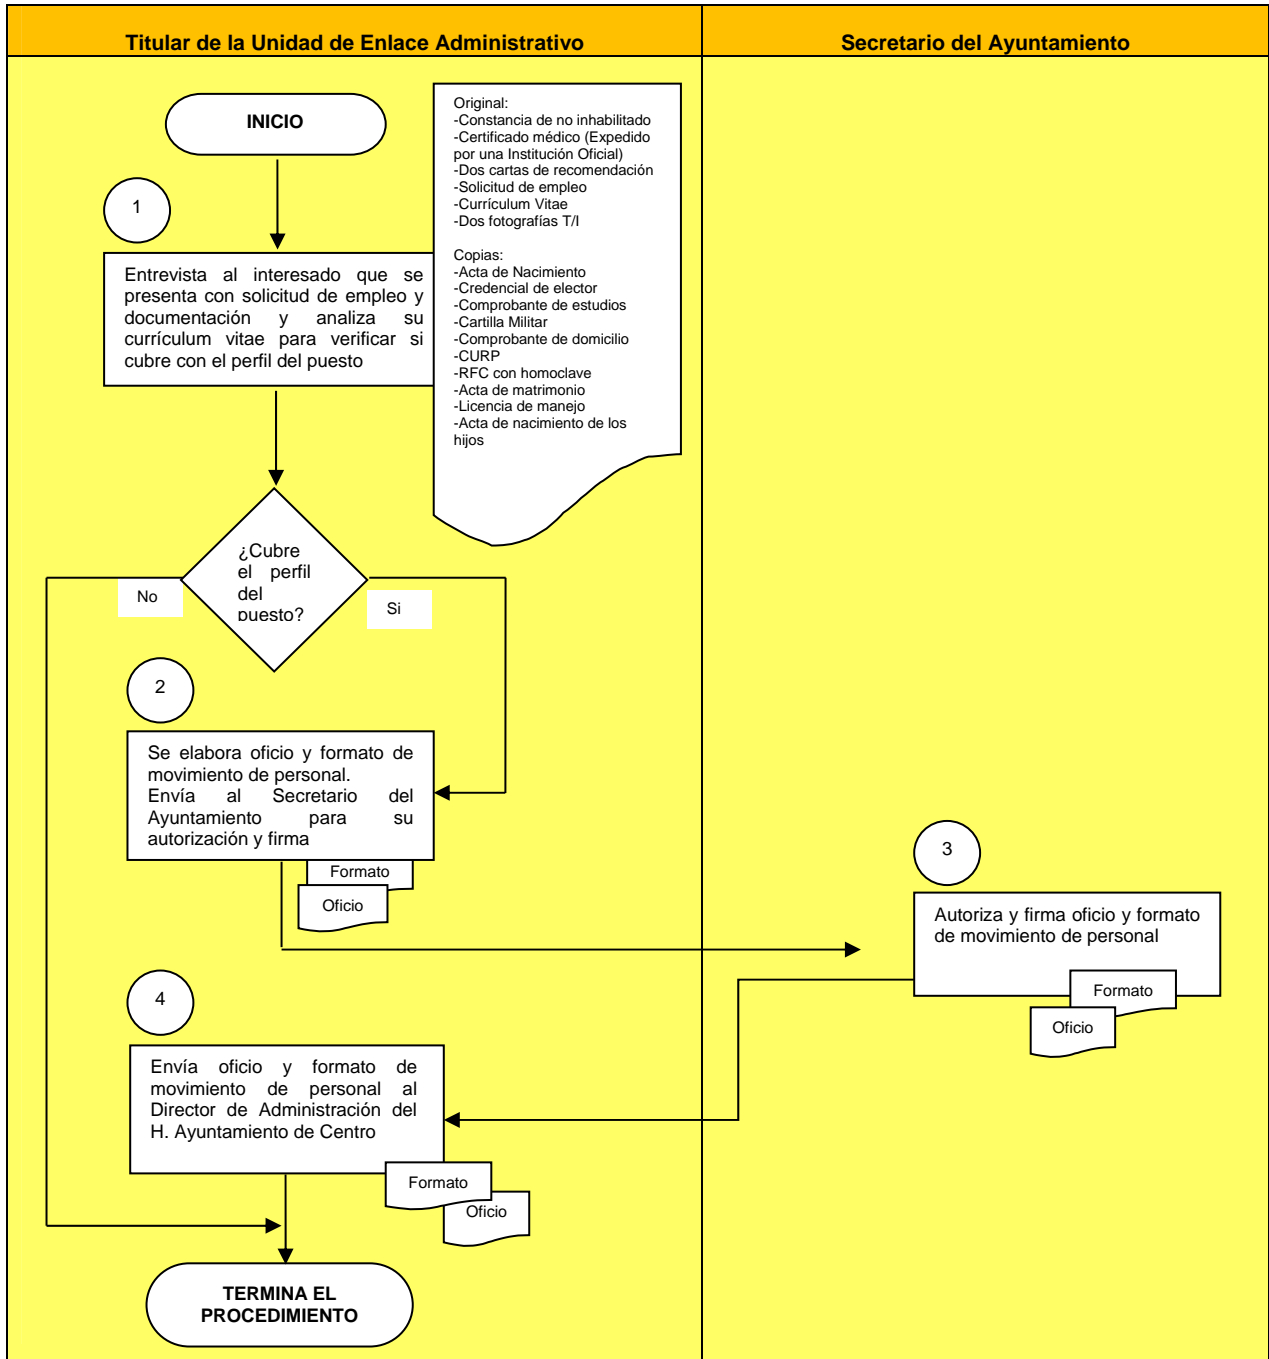 Titular de la Unidad de Enlace Administrativo
Secretario del Ayuntamiento
INICIO
Original:
-Constancia de no inhabilitado
-Certificado médico (Expedido
por una Institución Oficial)
-Dos cartas de recomendación
-Solicitud de empleo
-Currículum Vitae
-Dos fotografías T/I
Copias:
-Acta de Nacimiento
-Credencial de elector
-Comprobante de estudios
-Cartilla Militar
-Comprobante de domicilio
-CURP
-RFC con homoclave
-Acta de matrimonio
-Licencia de manejo
-Acta de nacimiento de los
hijos
1
Entrevista al interesado que se
presenta con solicitud de empleo y
documentación y analiza su
currículum vitae para verificar si
cubre con el perfil del puesto
¿Cubre
el perfil
del
puesto?
No
Si
2
Se elabora oficio y formato de
movimiento de personal.
Envía al Secretario del
Ayuntamiento para su
autorización y firma
Formato
Oficio
3
Autoriza y firma oficio y formato
de movimiento de personal
Formato
Oficio
4
Envía oficio y formato de
movimiento de personal al
Director de Administración del
H. Ayuntamiento de Centro
Formato
Oficio
TERMINA EL
PROCEDIMIENTO